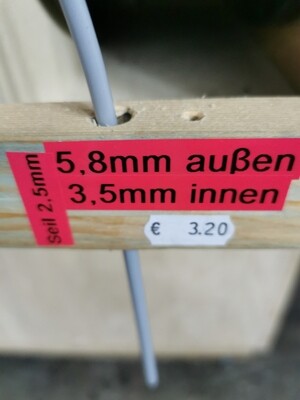 Seil 2,5mm
5,8mm außen
3,5mm innen
€ 3.20